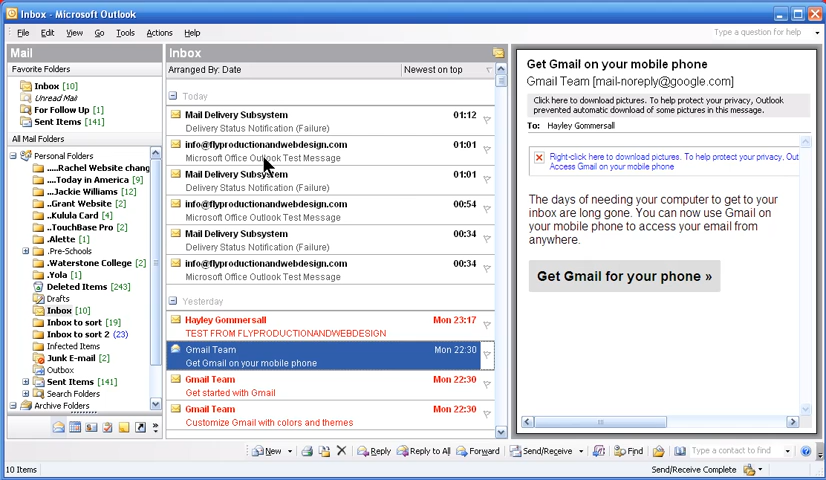 Inbox - Microsoft Outlook
File Edit View Go Tools Actions Help
Type a question for help
Mail
Favorite Folders
Inbox [10]
Unread Mail
For Follow Up [1]
Sent Items [141]
All Mail Folders
Personal Folders
.....Rachel Website chang
....Today in America [9]
...Jackie Williams [12]
..Grant Website [2]
..Kulula Card [4]
..TouchBase Pro [2]
.Alette [1]
.Pre-Schools
.Waterstone College [2]
.Yola [1]
Deleted Items [243]
Drafts
Inbox [10]
Inbox to sort [19]
Inbox to sort 2 (23)
Infected Items
Junk E-mail [2]
Outbox
Sent Items [141]
Search Folders
Archive Folders
Inbox
Arranged By: Date Newest on top
Today
Mail Delivery Subsystem 01:12
Delivery Status Notification (Failure)
info@flyproductionandwebdesign.com 01:01
Microsoft Office Outlook Test Message
Mail Delivery Subsystem 01:01
Delivery Status Notification (Failure)
info@flyproductionandwebdesign.com 00:54
Microsoft Office Outlook Test Message
Mail Delivery Subsystem 00:34
Delivery Status Notification (Failure)
info@flyproductionandwebdesign.com 00:34
Microsoft Office Outlook Test Message
Yesterday
Hayley Gommersall Mon 23:17
TEST FROM FLYPRODUCTIONANDWEBDESIGN
Gmail Team Mon 22:30
Get Gmail on your mobile phone
Gmail Team Mon 22:30
Get started with Gmail
Gmail Team Mon 22:30
Customize Gmail with colors and themes
Get Gmail on your mobile phone
Gmail Team [mail-noreply@google.com]
Click here to download pictures. To help protect your privacy, Outlook
prevented automatic download of some pictures in this message.
To: Hayley Gommersall
Right-click here to download pictures. To help protect your privacy, Out
Access Gmail on your mobile phone
The days of needing your computer to get to your
inbox are long gone. You can now use Gmail on
your mobile phone to access your email from
anywhere.
Get Gmail for your phone »
New Reply Reply to All Forward Send/Receive Find Type a contact to find
10 Items Send/Receive Complete